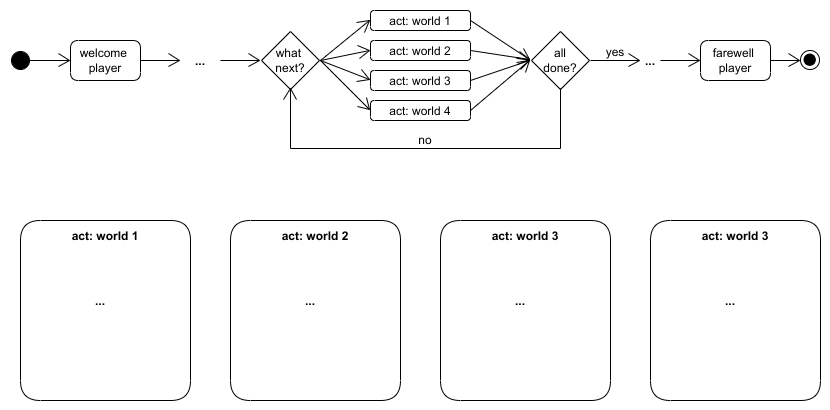 welcome
player
...
what
next?
act: world 1
act: world 2
act: world 3
act: world 4
all
done?
yes
...
farewell
player
no
act: world 1
act: world 2
act: world 3
act: world 3
...
...
...
...